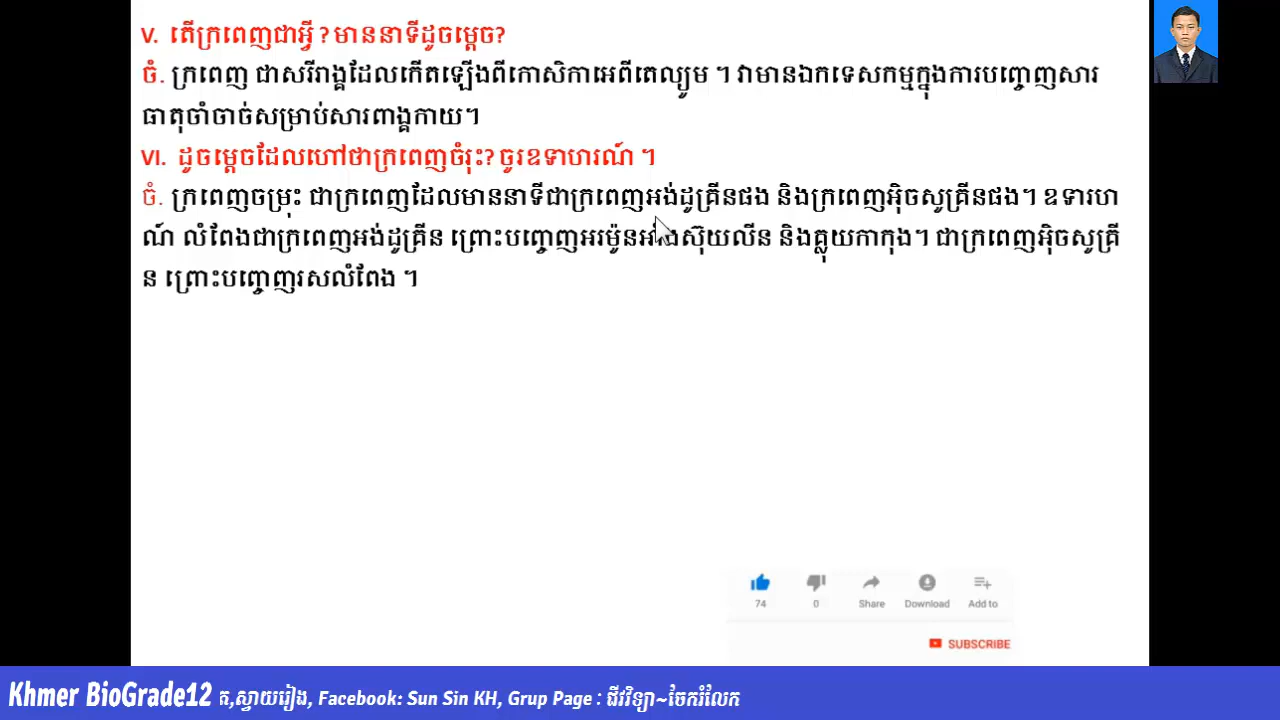 V. តើក្រពេញជាអ្វី ? មាននាទីដូចម្ដេច?
ចំ. ក្រពេញ ជាសរីរាង្គដែលកើតឡើងពីកោសិកាអេពីតេល្យូម ។ វាមានឯកទេសកម្មក្នុងការបញ្ចេញសារ
ធាតុចាំចាច់សម្រាប់សារពាង្គកាយ។
VI. ដូចម្ដេចដែលហៅថាក្រពេញចំរុះ? ចូរឧទាហរណ៍ ។
ចំ. ក្រពេញចម្រុះ ជាក្រពេញដែលមាននាទីជាក្រពេញអង់ដូគ្រីនផង និងក្រពេញអ៊ិចសូគ្រីនផង។ ឧទារហ
ណ៍ លំពែងជាក្រពេញអង់ដូគ្រីន ព្រោះបញ្ចេញអរម៉ូនអាំងស៊ុយលីន និងគ្លុយកាកុង។ ជាក្រពេញអ៊ិចសូគ្រី
ន ព្រោះបញ្ចេញរសលំពែង ។
74 0 Share Download Add to
SUBSCRIBE
Khmer BioGrade12 ត,ស្វាយរៀង, Facebook: Sun Sin KH, Grup Page : ជីវវិទ្យា~ចែករំលែក